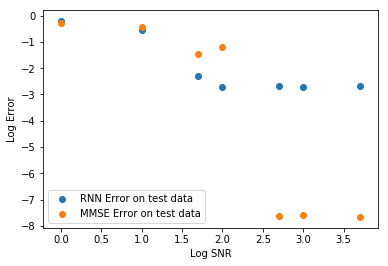 0
−1
−2
−3
−4
−5
−6
−7
−8
Log Error
RNN Error on test data
MMSE Error on test data
0.0 0.5 1.0 1.5 2.0 2.5 3.0 3.5
Log SNR